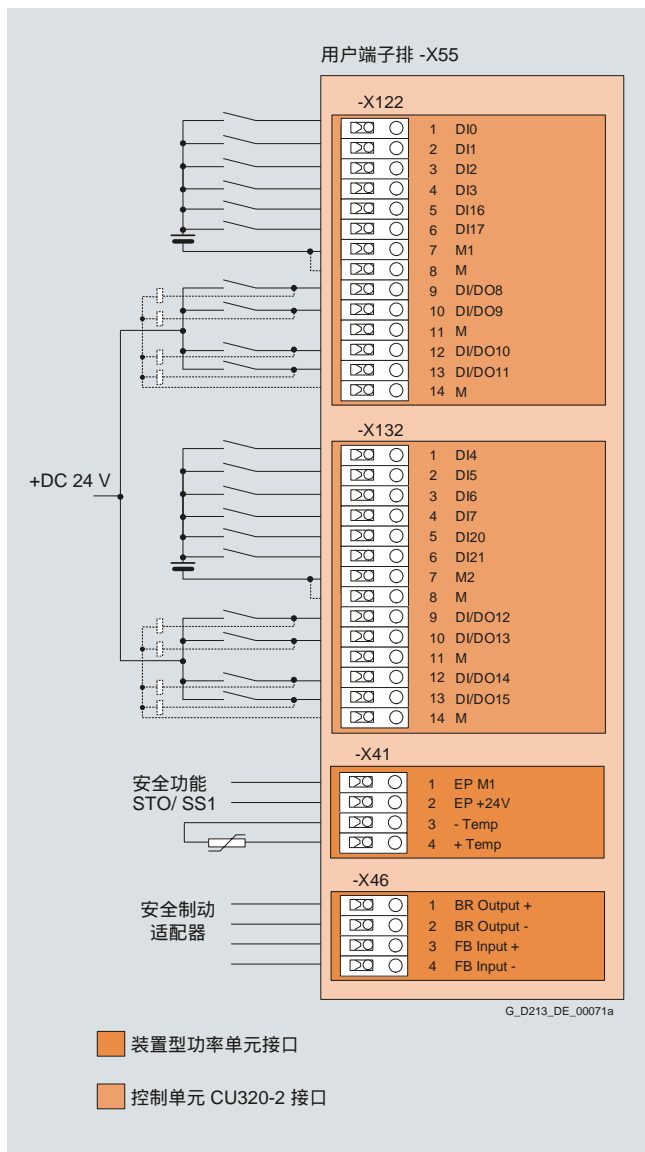 用户端子排 -X55
-X122
1 DI0
2 DI1
3 DI2
4 DI3
5 DI16
6 DI17
7 M1
8 M
9 DI/DO8
10 DI/DO9
11 M
12 DI/DO10
13 DI/DO11
14 M
-X132
1 DI4
2 DI5
3 DI6
4 DI7
5 DI20
6 DI21
7 M2
8 M
9 DI/DO12
10 DI/DO13
11 M
12 DI/DO14
13 DI/DO15
14 M
+DC 24 V
-X41
安全功能
STO/ SS1
1 EP M1
2 EP +24V
3 - Temp
4 + Temp
-X46
安全制动
适配器
1 BR Output +
2 BR Output -
3 FB Input +
4 FB Input -
G_D213_DE_00071a
装置型功率单元接口
控制单元 CU320-2 接口